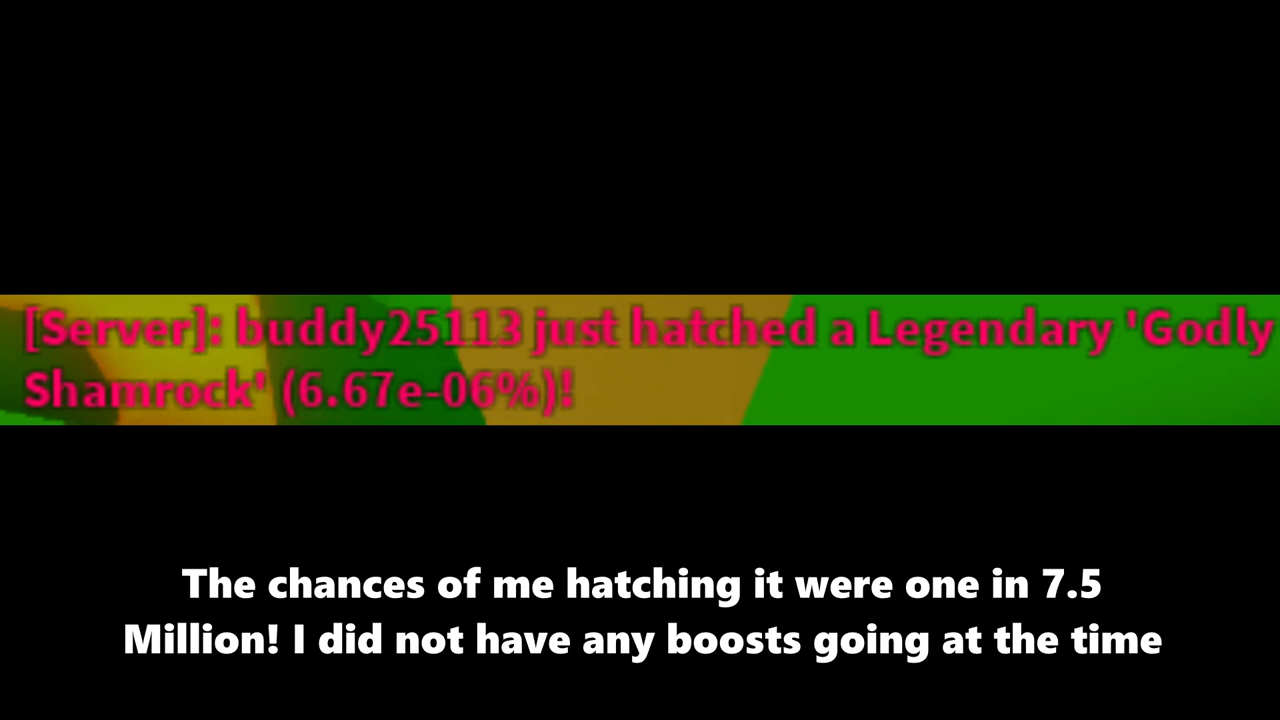 [Server]: buddy25113 just hatched a Legendary 'Godly
Shamrock' (6.67e-06%)!
The chances of me hatching it were one in 7.5
Million! I did not have any boosts going at the time